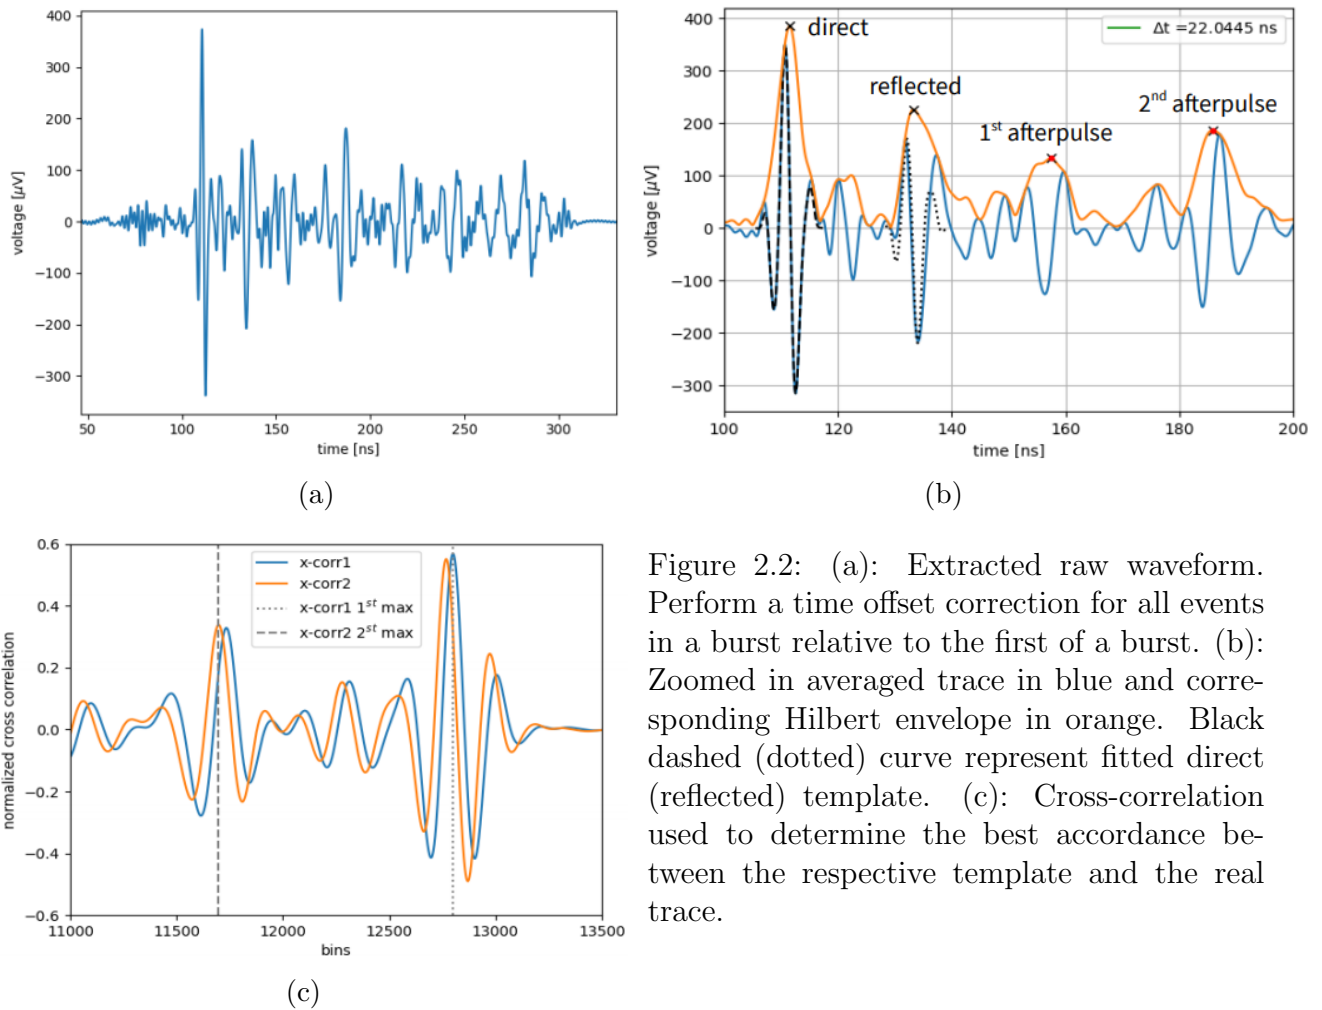 400
300
200
100
0
−100
−200
−300
voltage [μV]
50 100 150 200 250 300
time [ns]
(a)
400
300
200
100
0
−100
−200
−300
voltage [μV]
direct
reflected
1st afterpulse
2nd afterpulse
Δt =22.0445 ns
100 120 140 160 180 200
time [ns]
(b)
0.6
0.4
0.2
0.0
−0.2
−0.4
−0.6
normalized cross correlation
x-corr1
x-corr2
x-corr1 1st max
x-corr2 2st max
11000 11500 12000 12500 13000 13500
bins
(c)
Figure 2.2: (a): Extracted raw waveform.
Perform a time offset correction for all events
in a burst relative to the first of a burst. (b):
Zoomed in averaged trace in blue and corre-
sponding Hilbert envelope in orange. Black
dashed (dotted) curve represent fitted direct
(reflected) template. (c): Cross-correlation
used to determine the best accordance be-
tween the respective template and the real
trace.